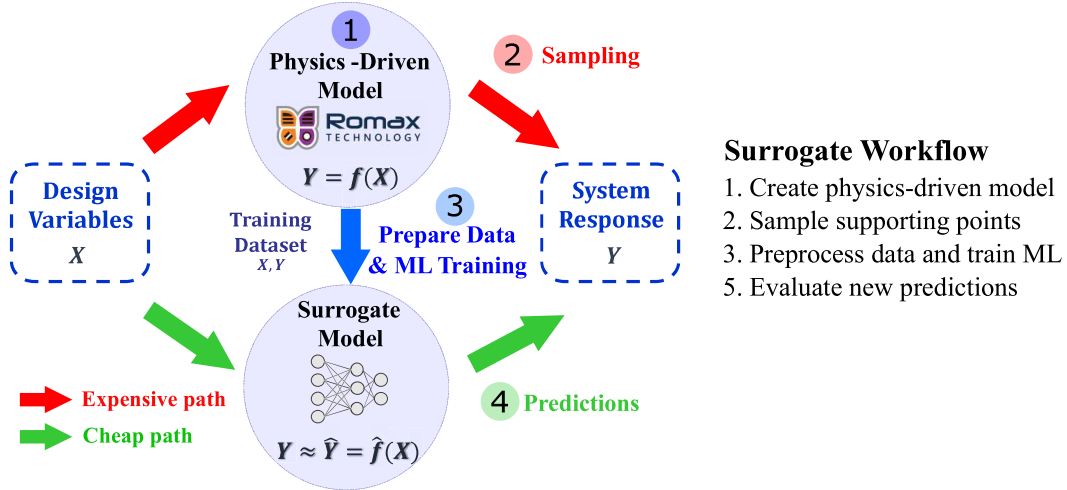 1
Physics -Driven
Model
Romax
TECHNOLOGY
Y = f(X)
2 Sampling
Design
Variables
X
System
Response
Y
Training
Dataset
X, Y
3
Prepare Data
& ML Training
Surrogate
Model
Y ≈ Ŷ = f̂(X)
4 Predictions
Expensive path
Cheap path
Surrogate Workflow
1. Create physics-driven model
2. Sample supporting points
3. Preprocess data and train ML
5. Evaluate new predictions